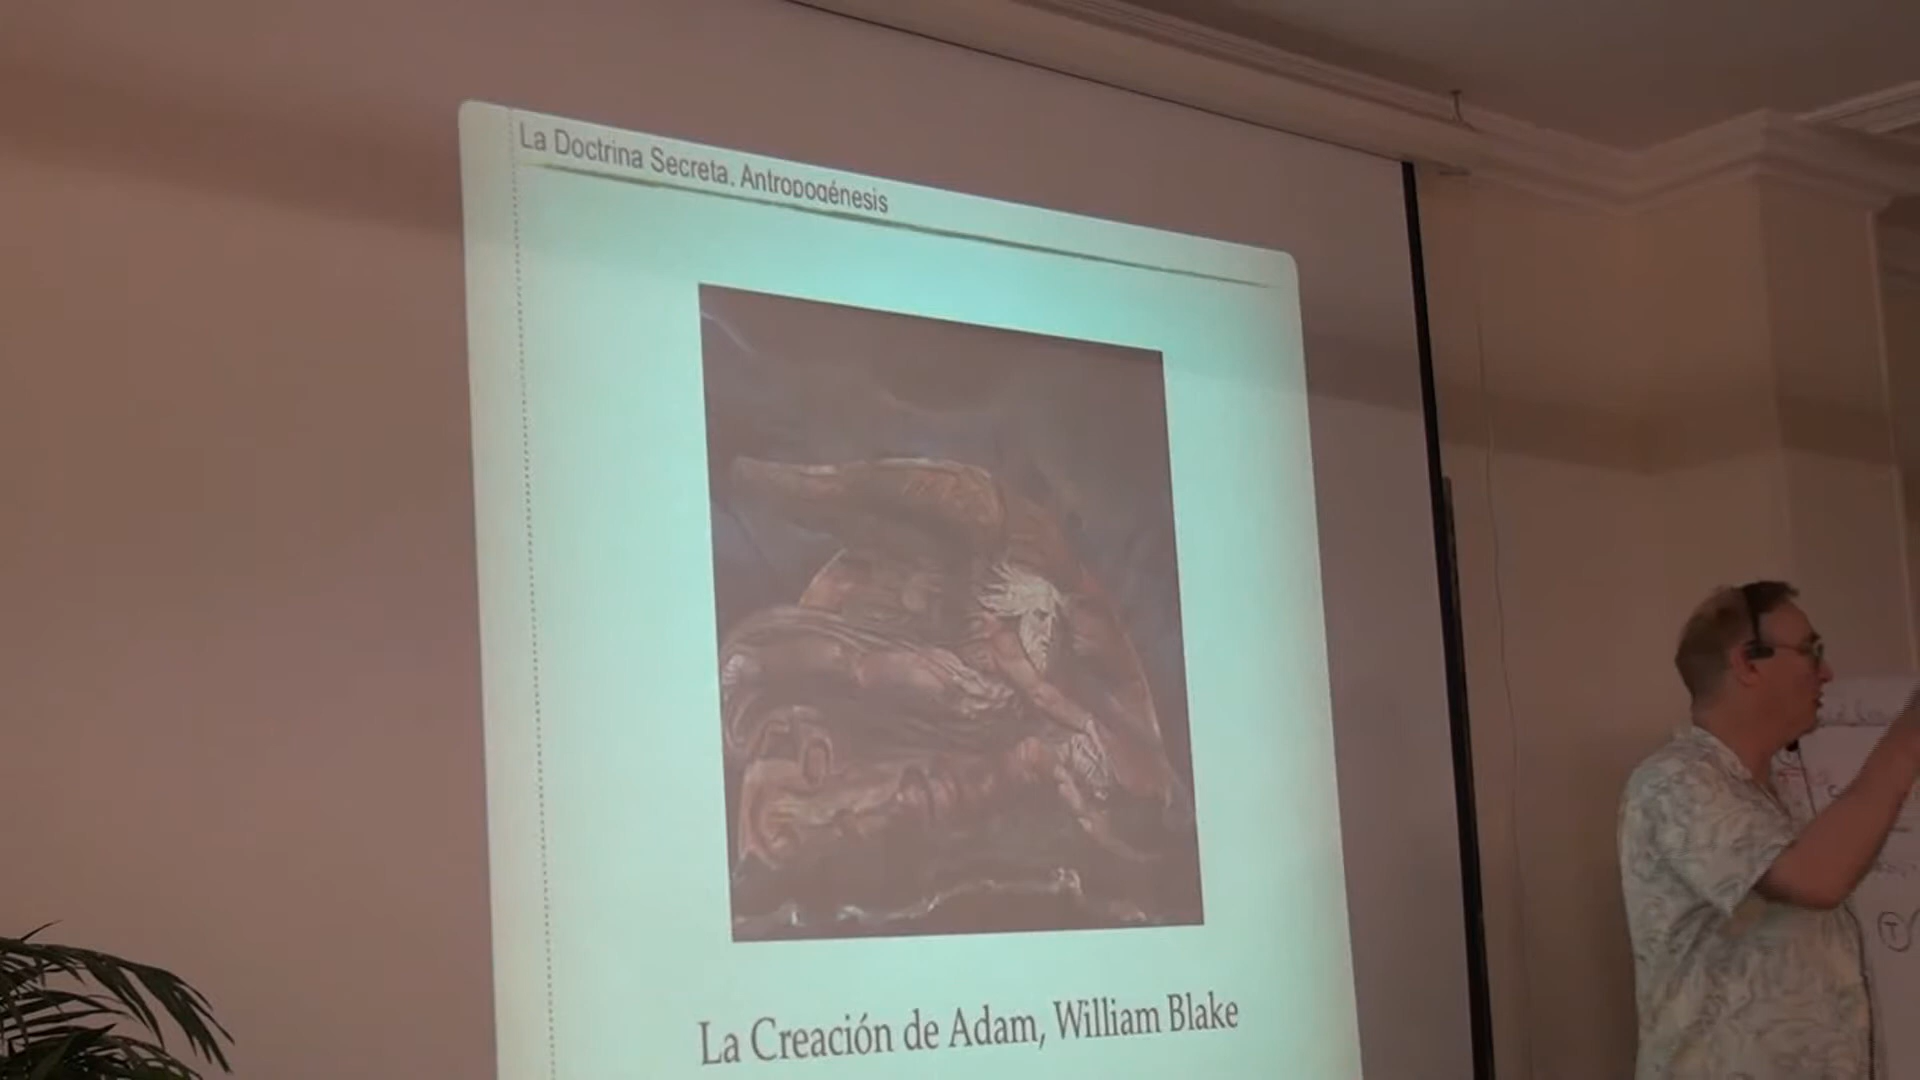 La Doctrina Secreta. Antropogénesis
La Creación de Adam, William Blake
T